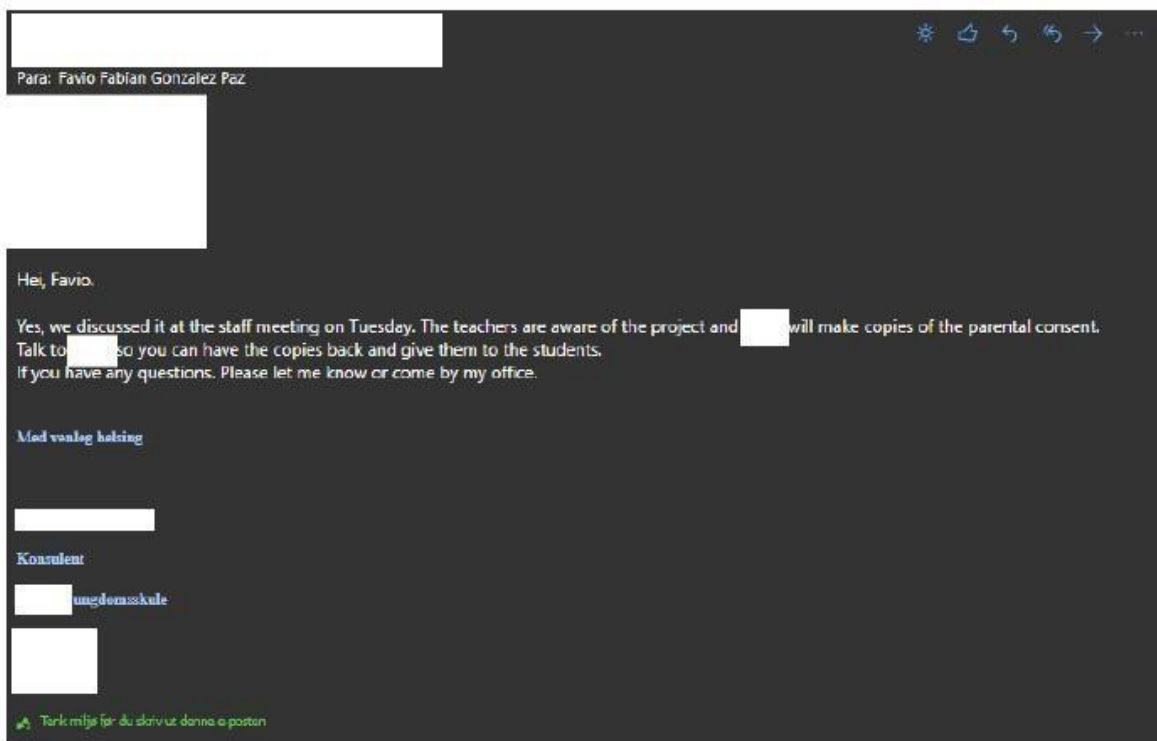 Para: Favio Fabian Gonzalez Paz
Hei, Favio.
Yes, we discussed it at the staff meeting on Tuesday. The teachers are aware of the project and will make copies of the parental consent.
Talk to so you can have the copies back and give them to the students.
If you have any questions. Please let me know or come by my office.
Med venleg helsing
Konsulent
ungdomsskule
Tenk miljø før du skriv ut denne e-posten